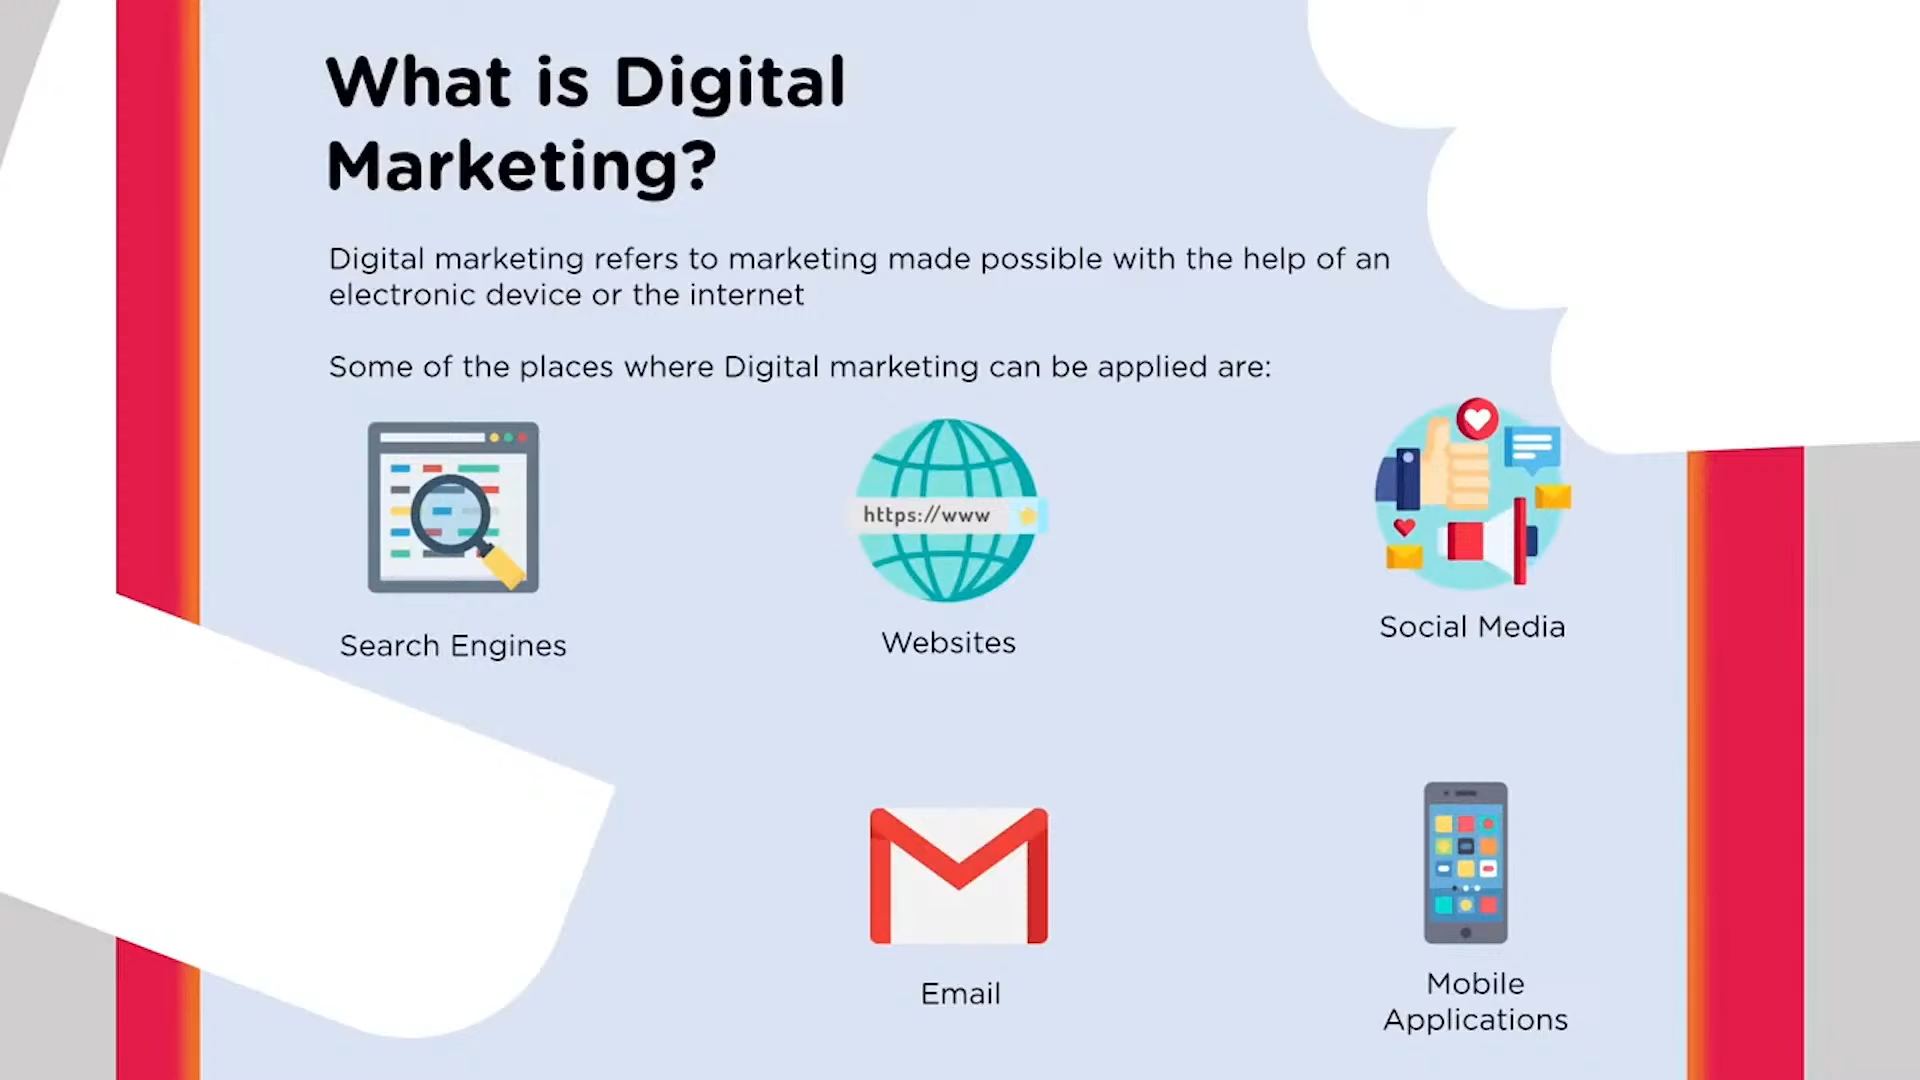 What is Digital
Marketing?
Digital marketing refers to marketing made possible with the help of an
electronic device or the internet
Some of the places where Digital marketing can be applied are:
https://www
Search Engines
Websites
Social Media
Email
Mobile
Applications